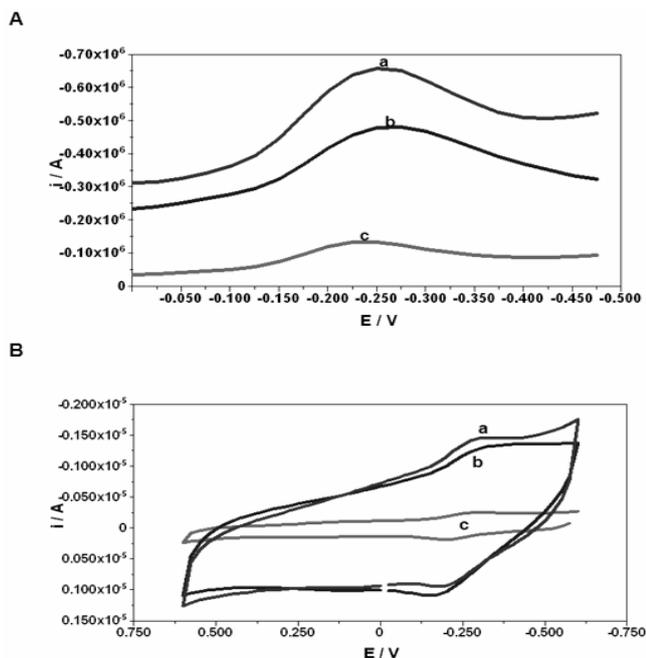 A
-0.70x10⁶
-0.60x10⁶
-0.50x10⁶
-0.40x10⁶
-0.30x10⁶
-0.20x10⁶
-0.10x10⁶
0
i / A
a
b
c
-0.050 -0.100 -0.150 -0.200 -0.250 -0.300 -0.350 -0.400 -0.450 -0.500
E / V
B
-0.200x10⁻⁵
-0.150x10⁻⁵
-0.100x10⁻⁵
-0.050x10⁻⁵
0
0.050x10⁻⁵
0.100x10⁻⁵
0.150x10⁻⁵
i / A
a
b
c
0.750 0.500 0.250 0 -0.250 -0.500 -0.750
E / V